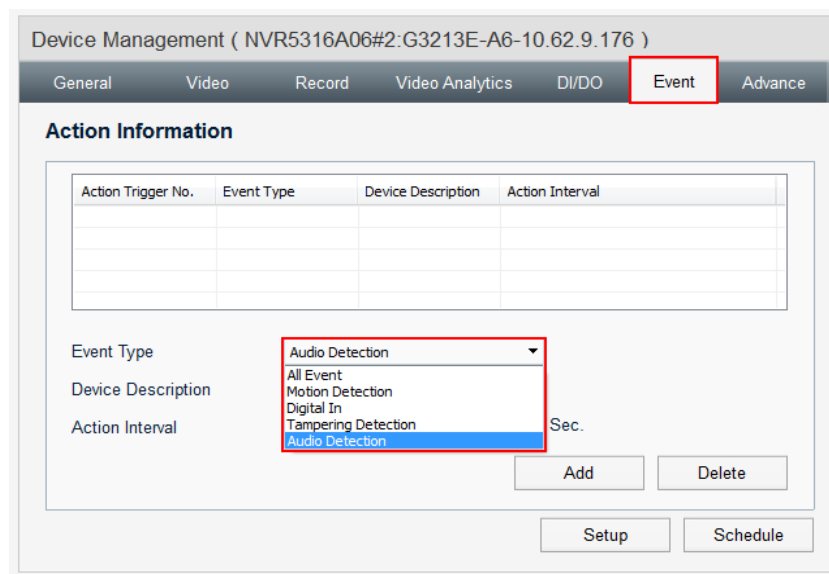 Device Management ( NVR5316A06#2:G3213E-A6-10.62.9.176 )
General Video Record Video Analytics DI/DO Event Advance
Action Information
Action Trigger No. Event Type Device Description Action Interval
Event Type Audio Detection
All Event
Device Description Motion Detection
Digital In
Action Interval Tampering Detection Sec.
Audio Detection
Add Delete
Setup Schedule